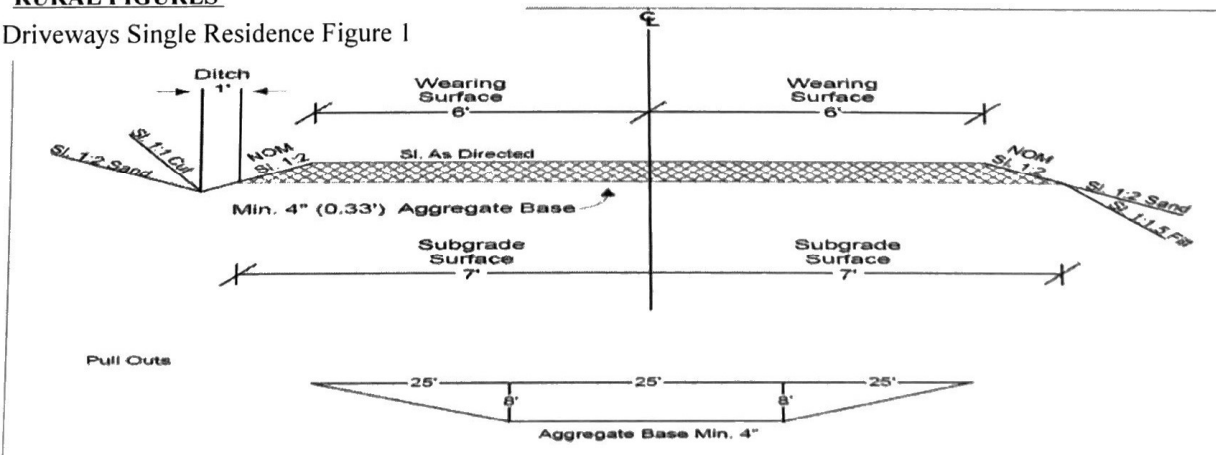 RURAL FIGURES
Driveways Single Residence Figure 1
℄
Ditch
1'
Wearing
Surface
6'
Wearing
Surface
6'
Sl. 1:2 Sand
Sl. 1:1 Cut
NOM
Sl. 1:2
Sl. As Directed
NOM
Sl. 1:2
Sl. 1:2 Sand
Sl. 1:1.5 Fill
Min. 4" (0.33') Aggregate Base
Subgrade
Surface
7'
Subgrade
Surface
7'
Pull Outs
25'
25'
25'
8'
8'
Aggregate Base Min. 4"